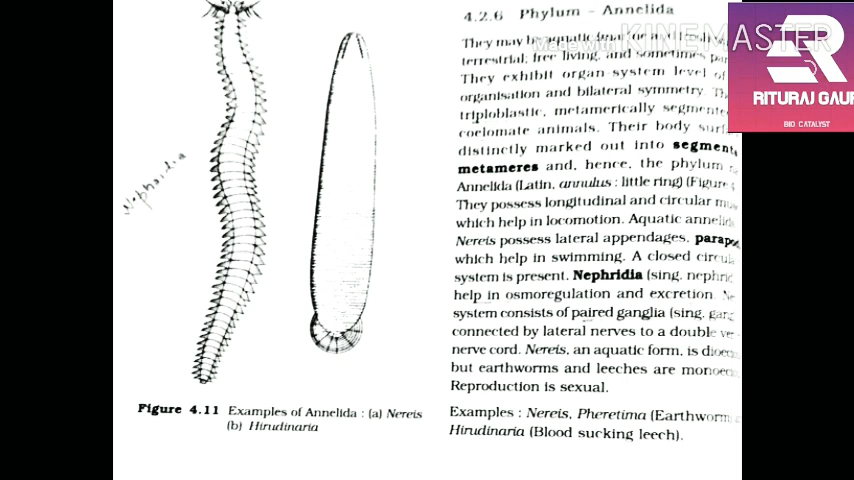 4.2.6 Phylum – Annelida
They may be aquatic
terrestrial; free living, and sometimes
They exhibit organ system level of
organisation and bilateral symmetry.
triploblastic, metamerically
coelomate animals. Their body
distinctly marked out into
metameres and, hence, the phylum
Annelida (Latin, annulus : little ring)
They possess longitudinal and circular
which help in locomotion. Aquatic
Nereis possess lateral appendages,
which help in swimming. A closed
system is present. Nephridia (sing.
help in osmoregulation and excretion.
system consists of paired ganglia (sing.
connected by lateral nerves to a double
nerve cord. Nereis, an aquatic form, is
but earthworms and leeches are
Reproduction is sexual.
Examples : Nereis, Pheretima (Earthworm)
Hirudinaria (Blood sucking leech).
Nephridia
Figure 4.11 Examples of Annelida : (a) Nereis
(b) Hirudinaria
Made with KINEMASTER
RITURAJ GAUR
BIO CATALYST